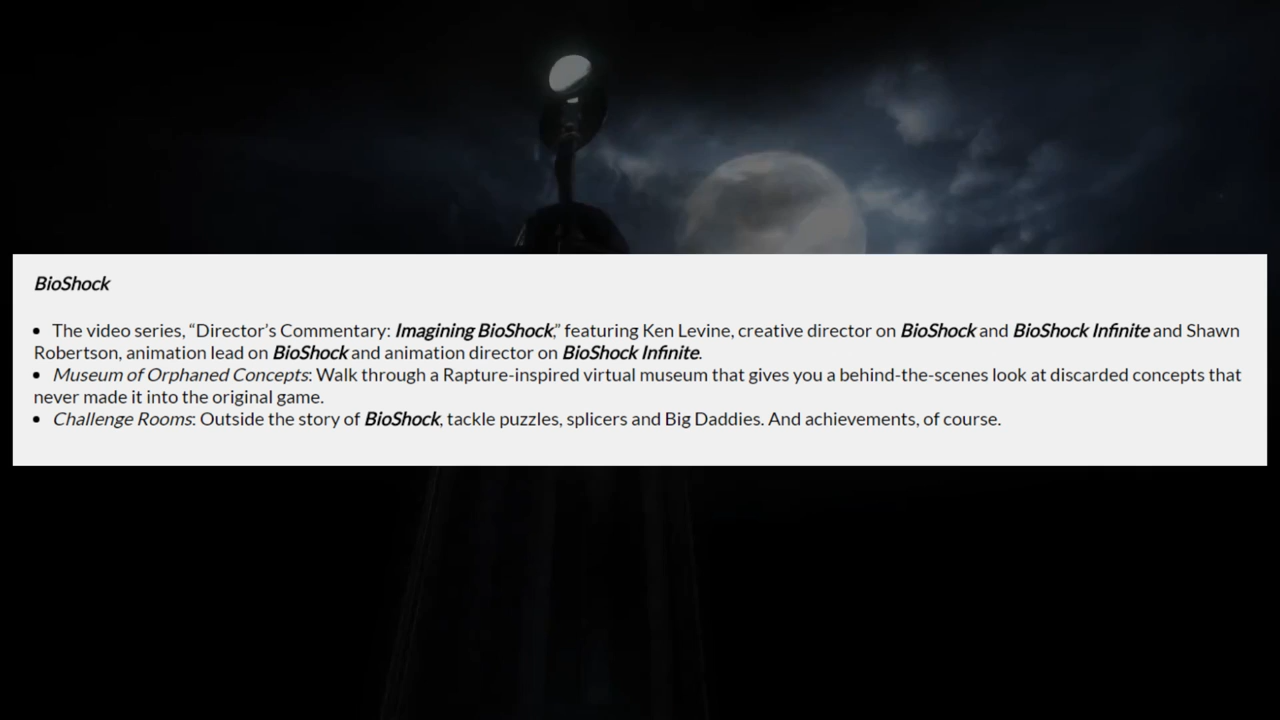 BioShock
• The video series, “Director’s Commentary: Imagining BioShock,” featuring Ken Levine, creative director on BioShock and BioShock Infinite and Shawn
Robertson, animation lead on BioShock and animation director on BioShock Infinite.
• Museum of Orphaned Concepts: Walk through a Rapture-inspired virtual museum that gives you a behind-the-scenes look at discarded concepts that
never made it into the original game.
• Challenge Rooms: Outside the story of BioShock, tackle puzzles, splicers and Big Daddies. And achievements, of course.